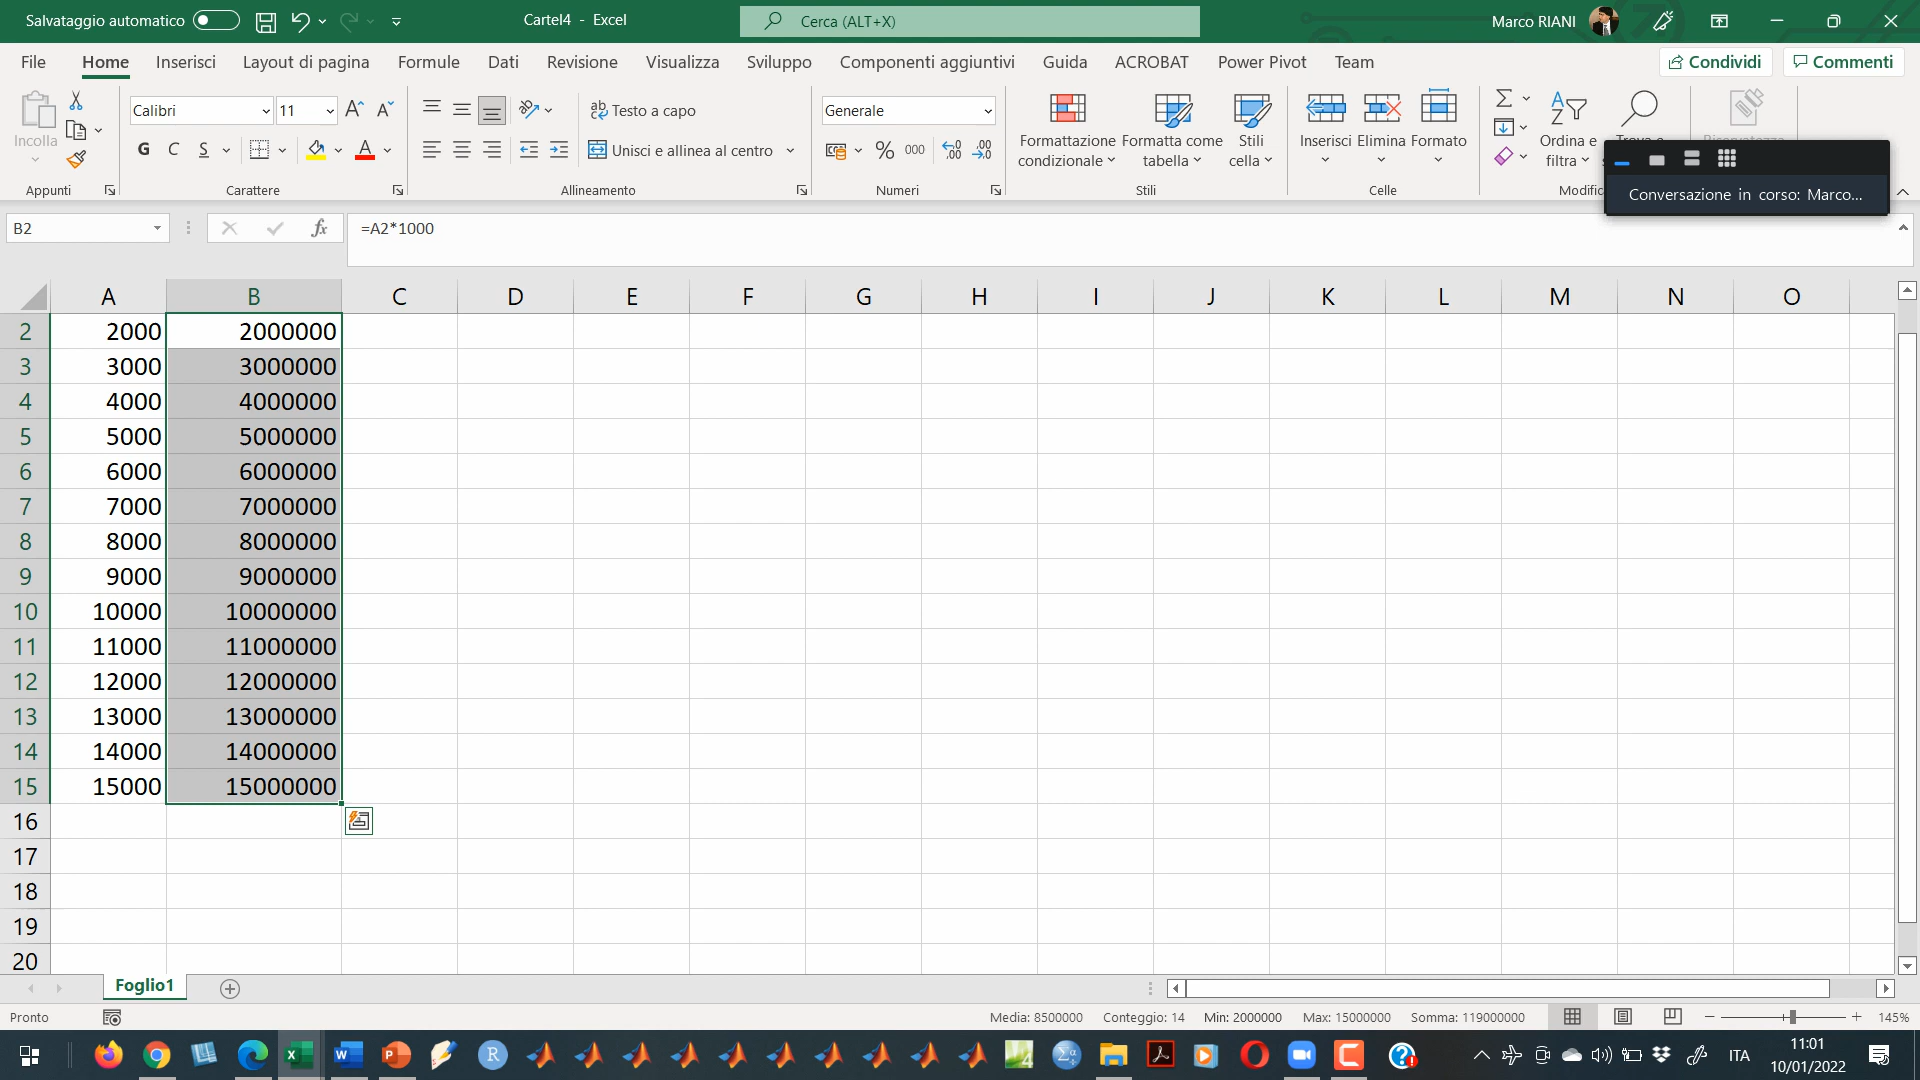 Salvataggio automatico
Cartel4 - Excel
Cerca (ALT+X)
Marco RIANI
File Home Inserisci Layout di pagina Formule Dati Revisione Visualizza Sviluppo Componenti aggiuntivi Guida ACROBAT Power Pivot Team
Condividi Commenti
Incolla
Calibri 11
Testo a capo
Generale
Formattazione condizionale
Formatta come tabella
Stili cella
Inserisci Elimina Formato
Ordina e filtra
G C S
Unisci e allinea al centro
% 000
Appunti Carattere Allineamento Numeri Stili Celle
Conversazione in corso: Marco...
B2 fx =A2*1000
A B C D E F G H I J K L M N O
2 2000 2000000
3 3000 3000000
4 4000 4000000
5 5000 5000000
6 6000 6000000
7 7000 7000000
8 8000 8000000
9 9000 9000000
10 10000 10000000
11 11000 11000000
12 12000 12000000
13 13000 13000000
14 14000 14000000
15 15000 15000000
16
17
18
19
20
Foglio1
Pronto
Media: 8500000 Conteggio: 14 Min: 2000000 Max: 15000000 Somma: 119000000
145%
ITA
11:01
10/01/2022